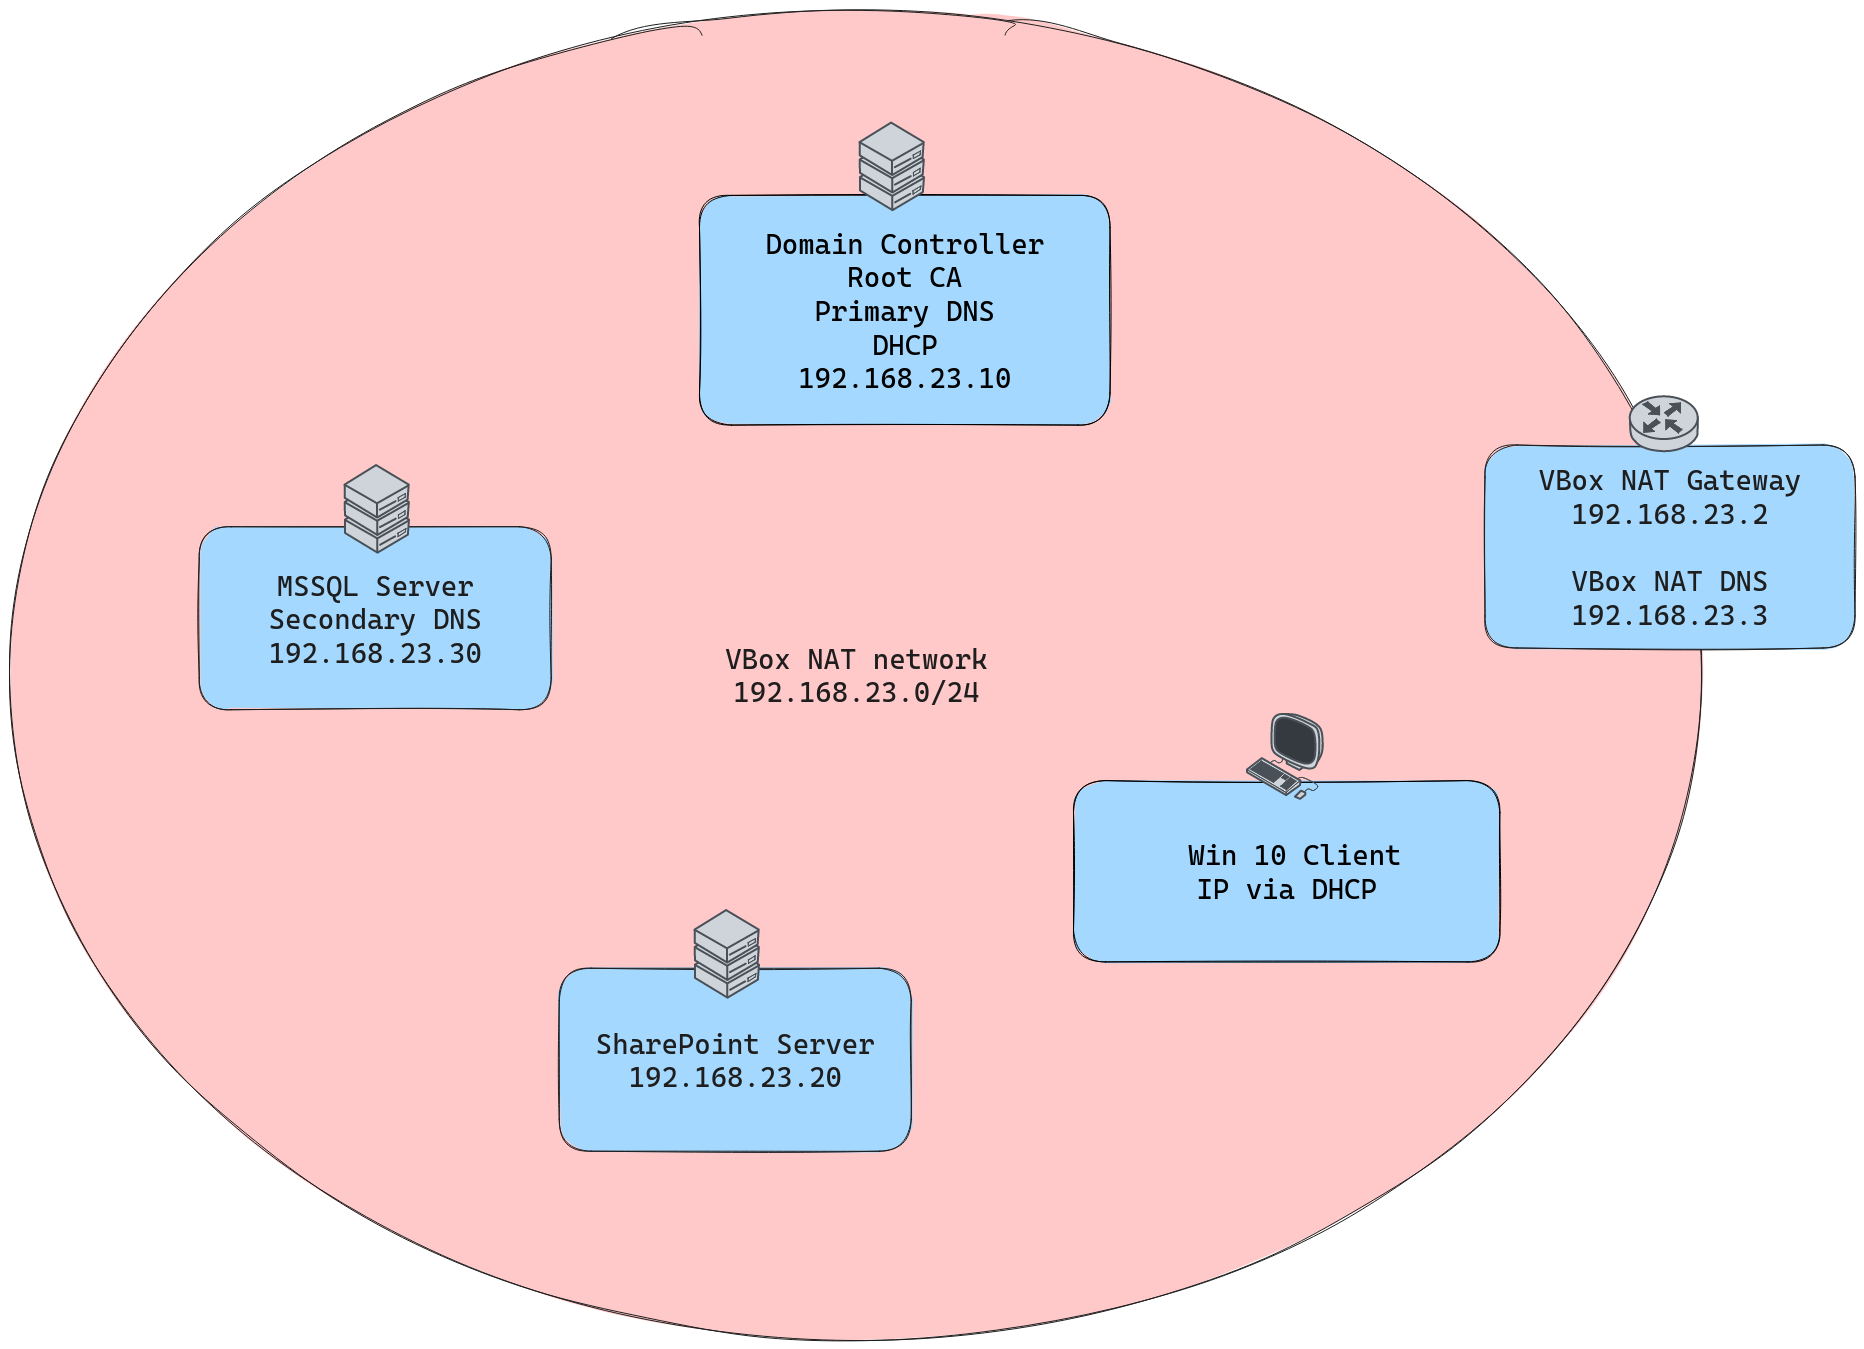 Domain Controller
Root CA
Primary DNS
DHCP
192.168.23.10
VBox NAT Gateway
192.168.23.2
VBox NAT DNS
192.168.23.3
MSSQL Server
Secondary DNS
192.168.23.30
VBox NAT network
192.168.23.0/24
Win 10 Client
IP via DHCP
SharePoint Server
192.168.23.20